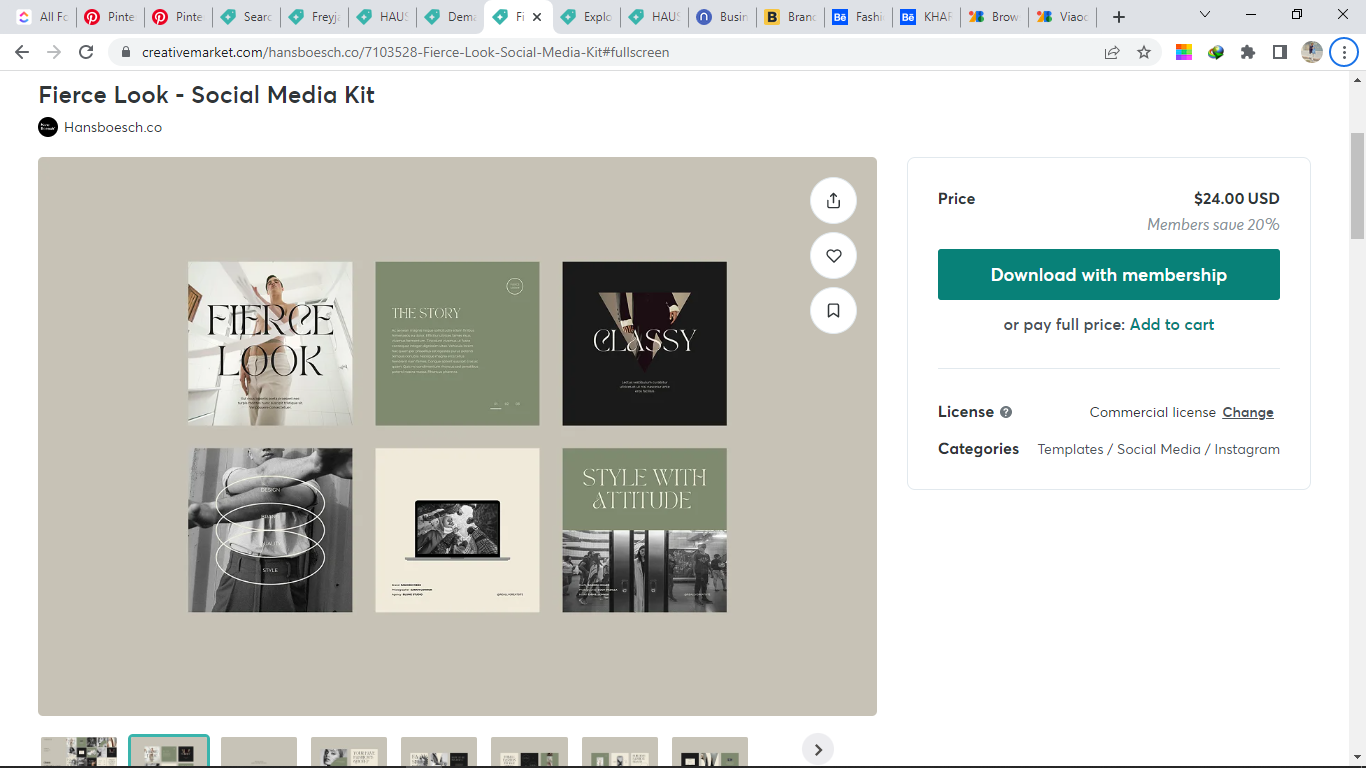 All Fo
Pinte
Pinte
Searc
Freyja
HAUS
Dema
Fi
Explo
HAUS
Busin
Branc
Fashi
KHAF
Brow
Viaoc
creativemarket.com/hansboesch.co/7103528-Fierce-Look-Social-Media-Kit#fullscreen
Fierce Look - Social Media Kit
Hansboesch.co
FIERCE
LOOK
THE STORY
CLASSY
DESIGN
STYLE
STYLE WITH
ATTITUDE
Price
$24.00 USD
Members save 20%
Download with membership
or pay full price: Add to cart
License
Commercial license Change
Categories
Templates / Social Media / Instagram